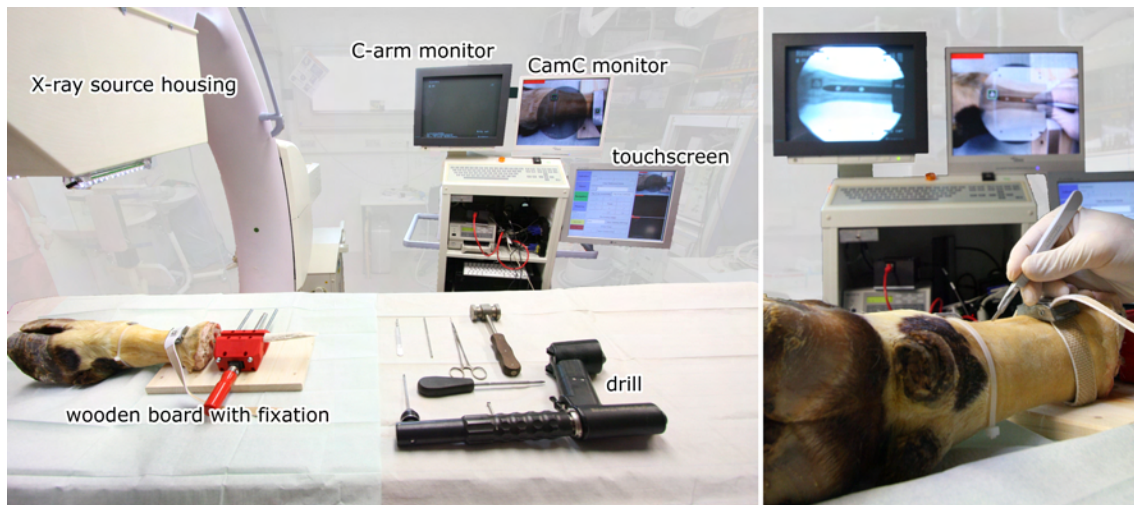 C-arm monitor
CamC monitor
X-ray source housing
touchscreen
drill
wooden board with fixation